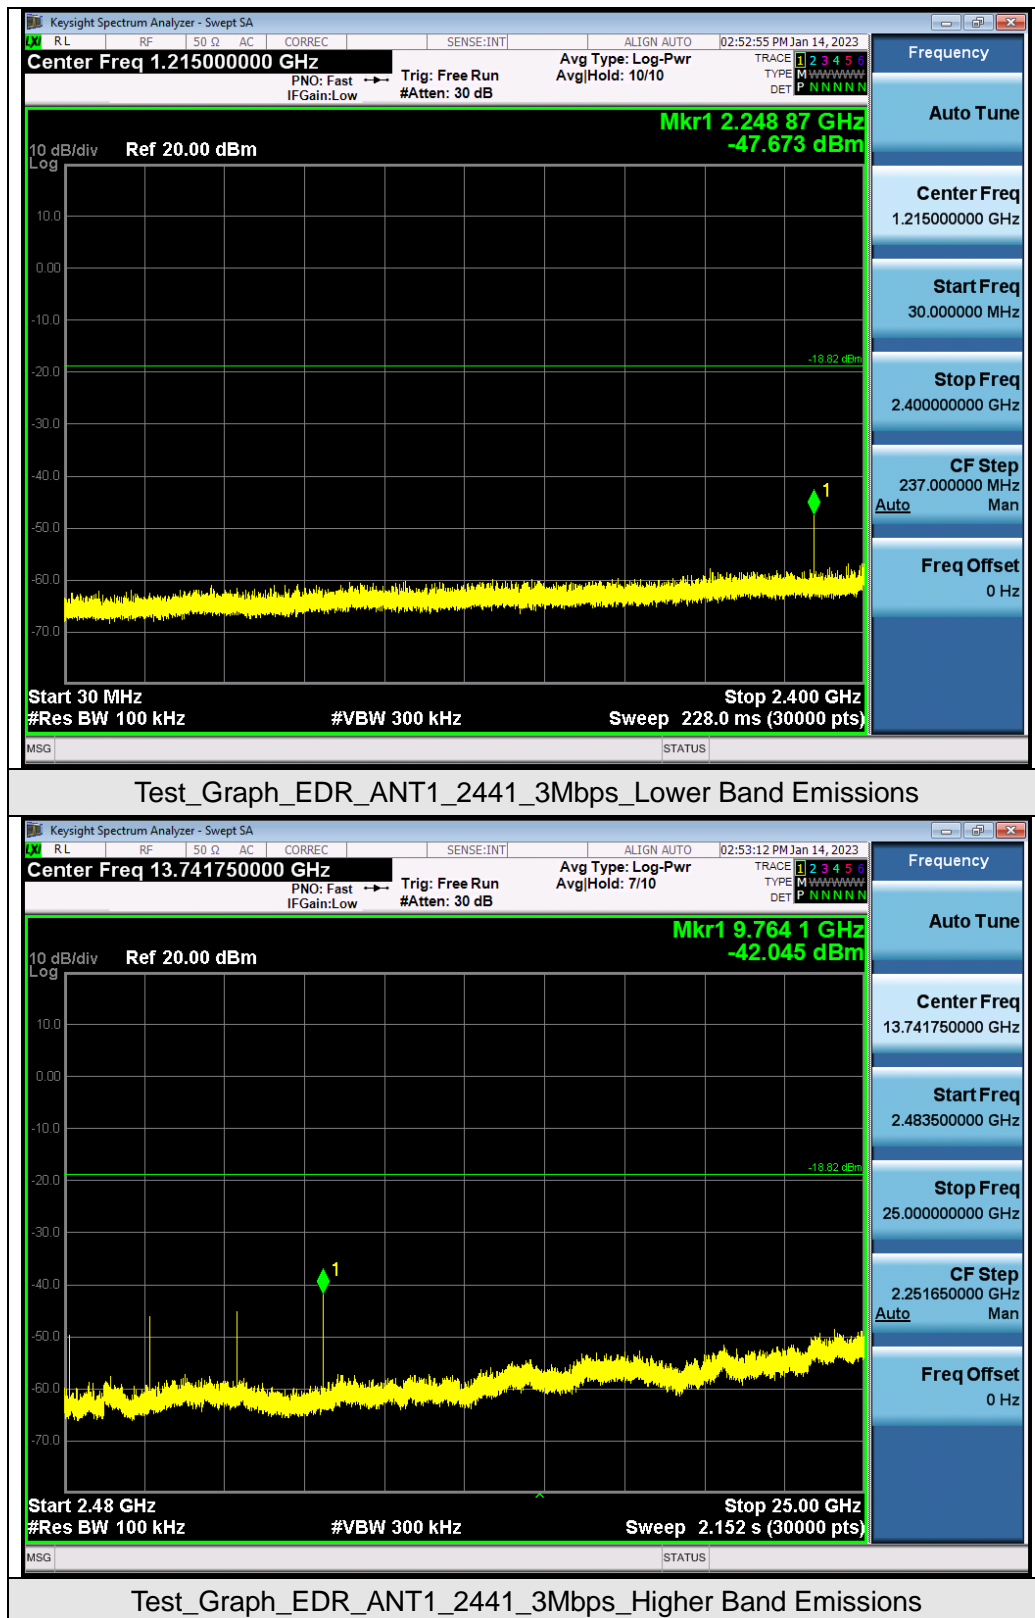 Keysight Spectrum Analyzer - Swept SA
LXI RL RF 50 Ω AC CORREC SENSE:INT ALIGN AUTO 02:52:55 PM Jan 14, 2023
Center Freq 1.215000000 GHz
PNO: Fast
IFGain:Low
Trig: Free Run
#Atten: 30 dB
Avg Type: Log-Pwr
Avg|Hold: 10/10
TRACE 1 2 3 4 5 6
TYPE M W W W W W
DET P N N N N N
Mkr1 2.248 87 GHz
-47.673 dBm
10 dB/div Ref 20.00 dBm
Log
10.0
0.00
-10.0
-18.82 dBm
-20.0
-30.0
-40.0
1
-50.0
-60.0
-70.0
Start 30 MHz Stop 2.400 GHz
#Res BW 100 kHz #VBW 300 kHz Sweep 228.0 ms (30000 pts)
MSG STATUS
Frequency
Auto Tune
Center Freq
1.215000000 GHz
Start Freq
30.000000 MHz
Stop Freq
2.400000000 GHz
CF Step
237.000000 MHz
Auto Man
Freq Offset
0 Hz
Test_Graph_EDR_ANT1_2441_3Mbps_Lower Band Emissions
Keysight Spectrum Analyzer - Swept SA
LXI RL RF 50 Ω AC CORREC SENSE:INT ALIGN AUTO 02:53:12 PM Jan 14, 2023
Center Freq 13.741750000 GHz
PNO: Fast
IFGain:Low
Trig: Free Run
#Atten: 30 dB
Avg Type: Log-Pwr
Avg|Hold: 7/10
TRACE 1 2 3 4 5 6
TYPE M W W W W W
DET P N N N N N
Mkr1 9.764 1 GHz
-42.045 dBm
10 dB/div Ref 20.00 dBm
Log
10.0
0.00
-10.0
-18.82 dBm
-20.0
-30.0
1
-40.0
-50.0
-60.0
-70.0
Start 2.48 GHz Stop 25.00 GHz
#Res BW 100 kHz #VBW 300 kHz Sweep 2.152 s (30000 pts)
MSG STATUS
Frequency
Auto Tune
Center Freq
13.741750000 GHz
Start Freq
2.483500000 GHz
Stop Freq
25.000000000 GHz
CF Step
2.251650000 GHz
Auto Man
Freq Offset
0 Hz
Test_Graph_EDR_ANT1_2441_3Mbps_Higher Band Emissions